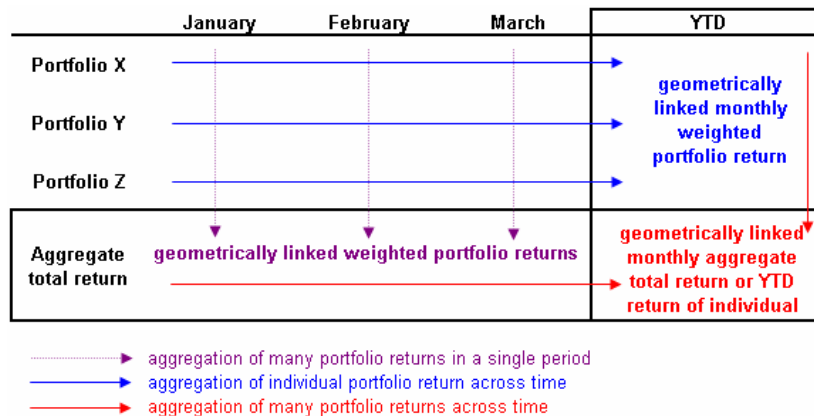 January February March YTD
Portfolio X
geometrically
linked monthly
weighted
portfolio return
Portfolio Y
Portfolio Z
Aggregate
total return
geometrically linked weighted portfolio returns
geometrically linked
monthly aggregate
total return or YTD
return of individual
aggregation of many portfolio returns in a single period
aggregation of individual portfolio return across time
aggregation of many portfolio returns across time